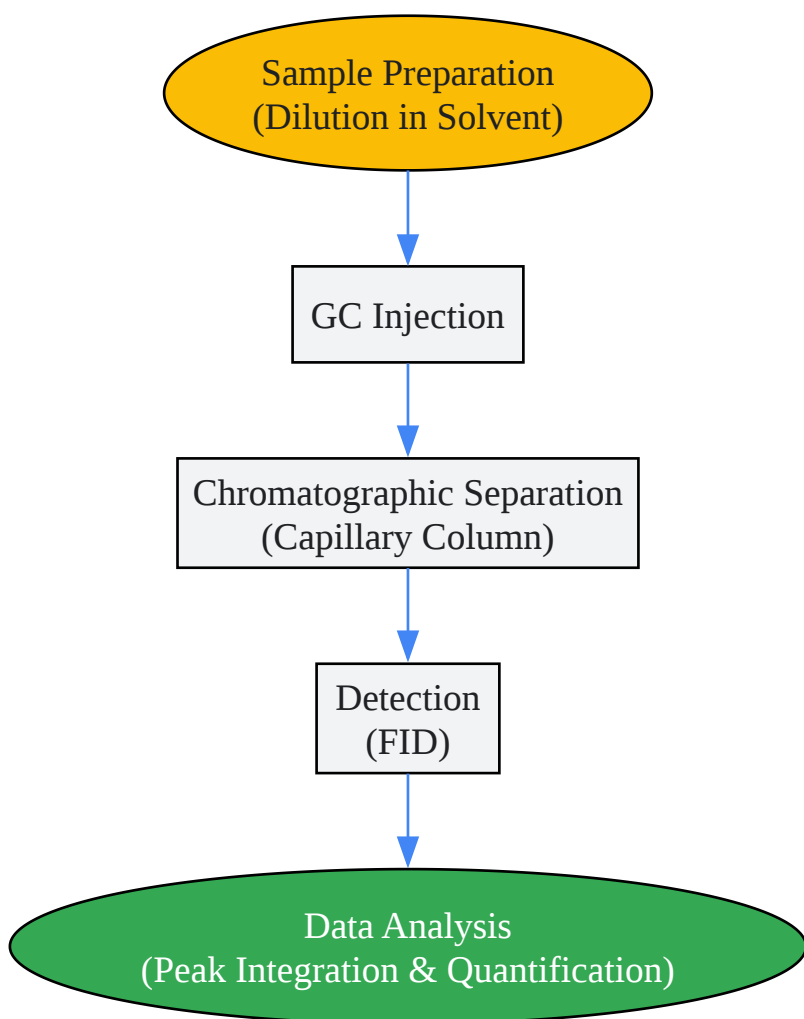 Sample Preparation
(Dilution in Solvent)
GC Injection
Chromatographic Separation
(Capillary Column)
Detection
(FID)
Data Analysis
(Peak Integration & Quantification)